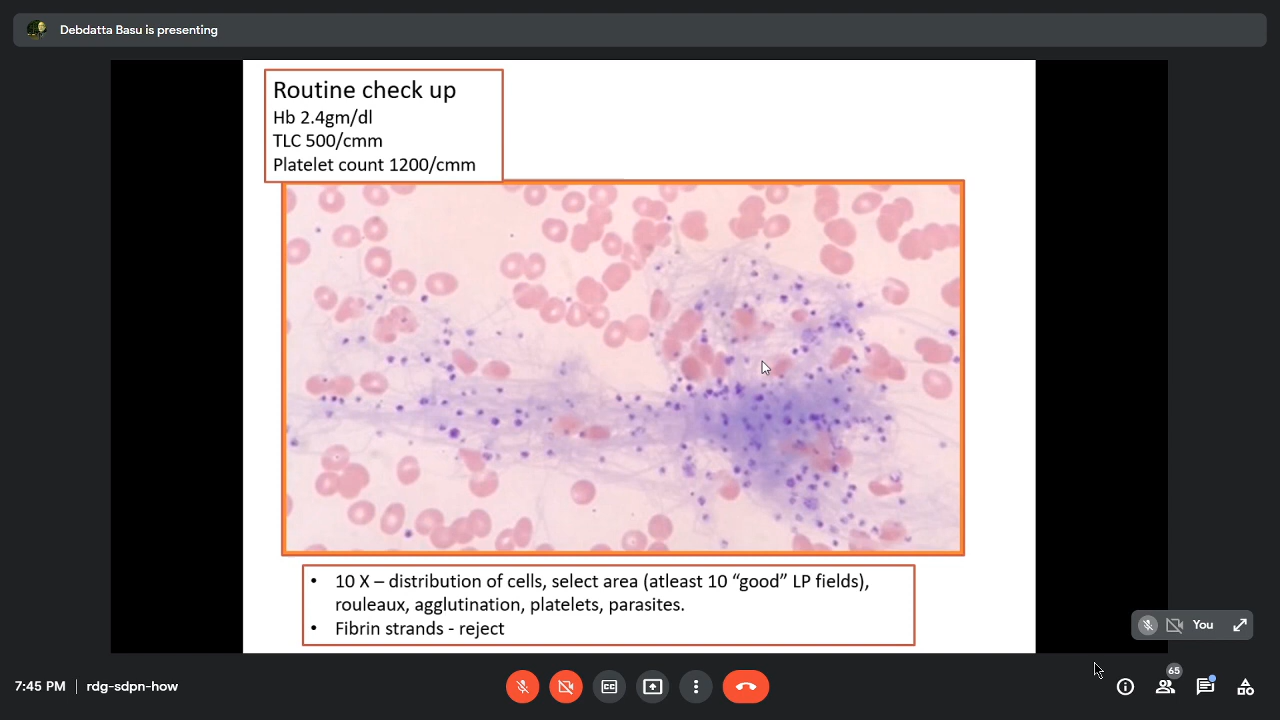 Debdatta Basu is presenting
Routine check up
Hb 2.4gm/dl
TLC 500/cmm
Platelet count 1200/cmm
• 10 X – distribution of cells, select area (atleast 10 “good” LP fields),
rouleaux, agglutination, platelets, parasites.
• Fibrin strands - reject
You
7:45 PM | rdg-sdpn-how
CC
65